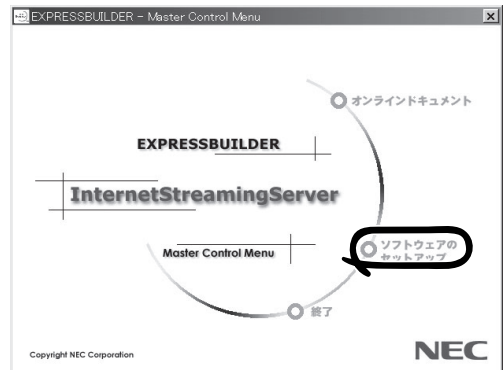 EXPRESSBUILDER - Master Control Menu
オンラインドキュメント
EXPRESSBUILDER
InternetStreamingServer
Master Control Menu
ソフトウェアの
セットアップ
終了
Copyright NEC Corporation
NEC